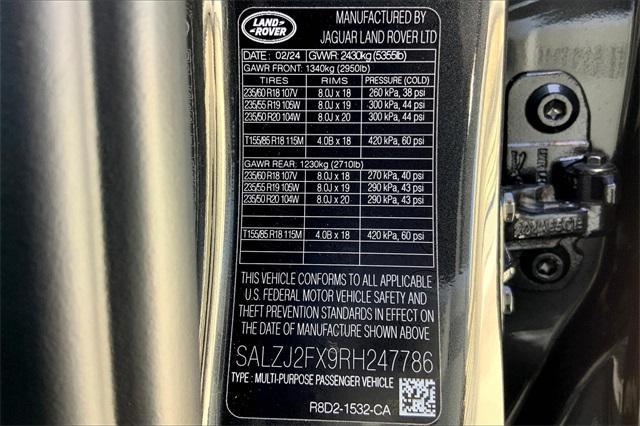 LAND ROVER
MANUFACTURED BY
JAGUAR LAND ROVER LTD
DATE: 02/24 GVWR: 2430kg (5355lb)
GAWR FRONT: 1340kg (2950lb)
TIRES RIMS PRESSURE (COLD)
235/60 R18 107V 8.0J x 18 260 kPa, 38 psi
235/55 R19 105W 8.0J x 19 300 kPa, 44 psi
235/50 R20 104W 8.0J x 20 300 kPa, 44 psi
T155/85 R18 115M 4.0B x 18 420 kPa, 60 psi
GAWR REAR: 1230kg (2710lb)
235/60 R18 107V 8.0J x 18 270 kPa, 40 psi
235/55 R19 105W 8.0J x 19 290 kPa, 43 psi
235/50 R20 104W 8.0J x 20 290 kPa, 43 psi
T155/85 R18 115M 4.0B x 18 420 kPa, 60 psi
THIS VEHICLE CONFORMS TO ALL APPLICABLE
U.S. FEDERAL MOTOR VEHICLE SAFETY AND
THEFT PREVENTION STANDARDS IN EFFECT ON
THE DATE OF MANUFACTURE SHOWN ABOVE
SALZJ2FX9RH247786
TYPE : MULTI-PURPOSE PASSENGER VEHICLE
R8D2-1532-CA